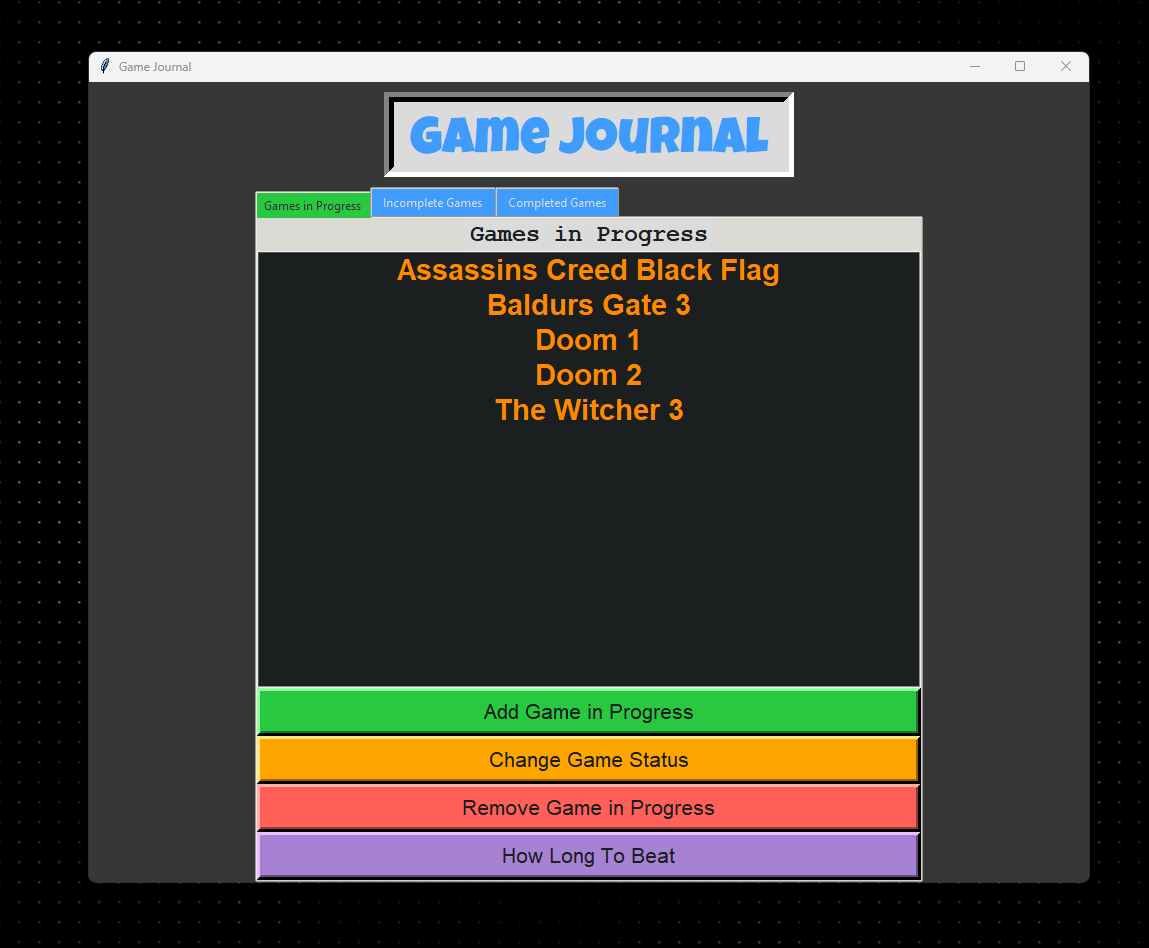 Game Journal
Game Journal
Games in Progress
Incomplete Games
Completed Games
Games in Progress
Assassins Creed Black Flag
Baldurs Gate 3
Doom 1
Doom 2
The Witcher 3
Add Game in Progress
Change Game Status
Remove Game in Progress
How Long To Beat